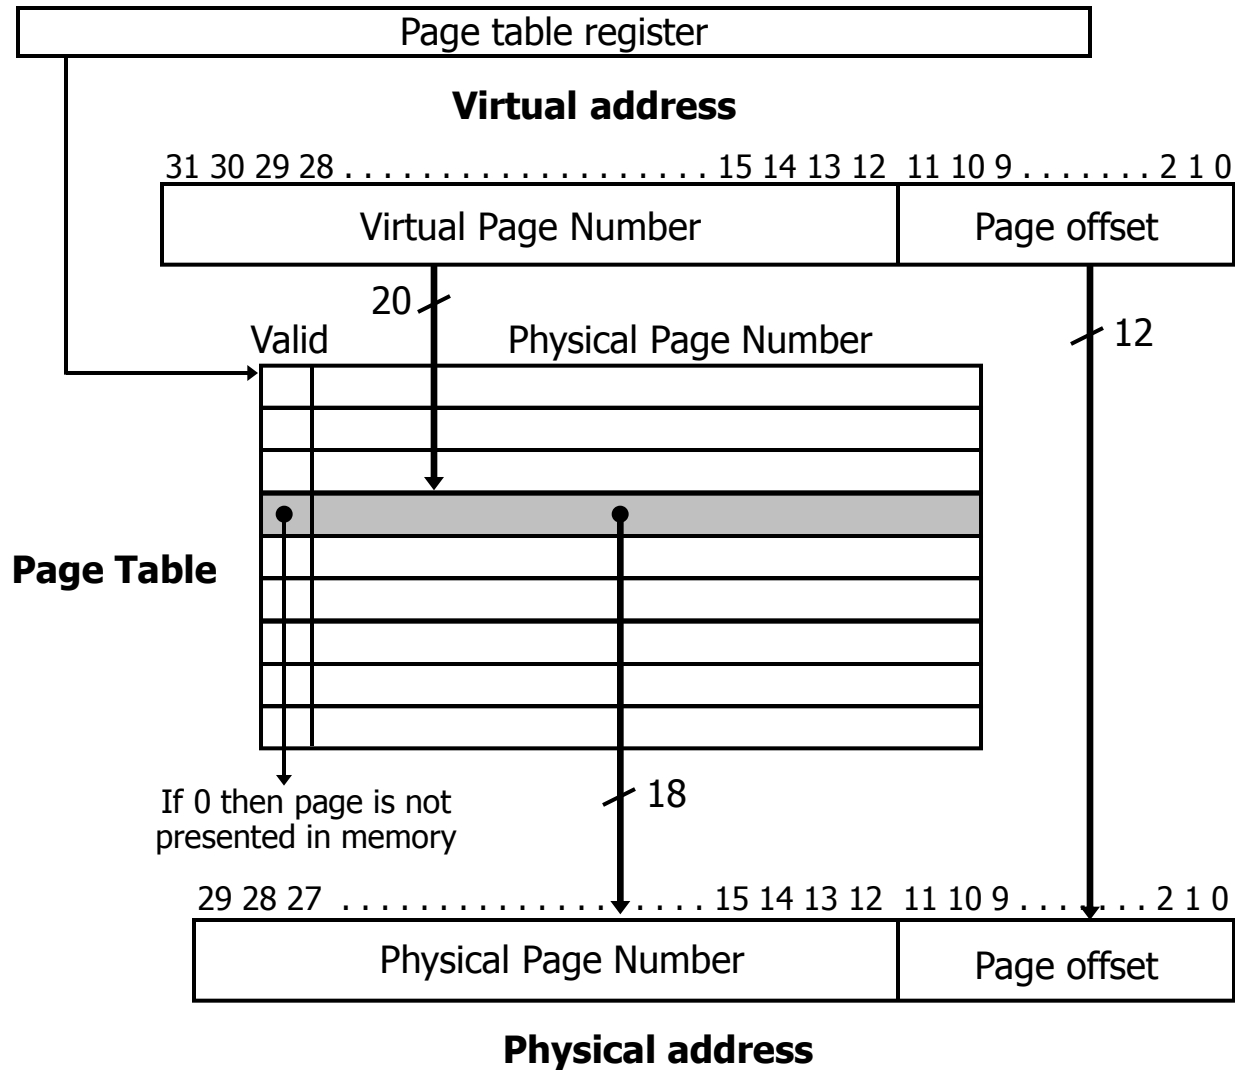 Page table register
Virtual address
31 30 29 28 . . . . . . . . . . . . . . . . . . . 15 14 13 12 11 10 9 . . . . . . . 2 1 0
Virtual Page Number Page offset
20
12
Valid Physical Page Number
Page Table
If 0 then page is not
presented in memory
18
29 28 27 . . . . . . . . . . . . . . . . . . . 15 14 13 12 11 10 9 . . . . . . . 2 1 0
Physical Page Number Page offset
Physical address